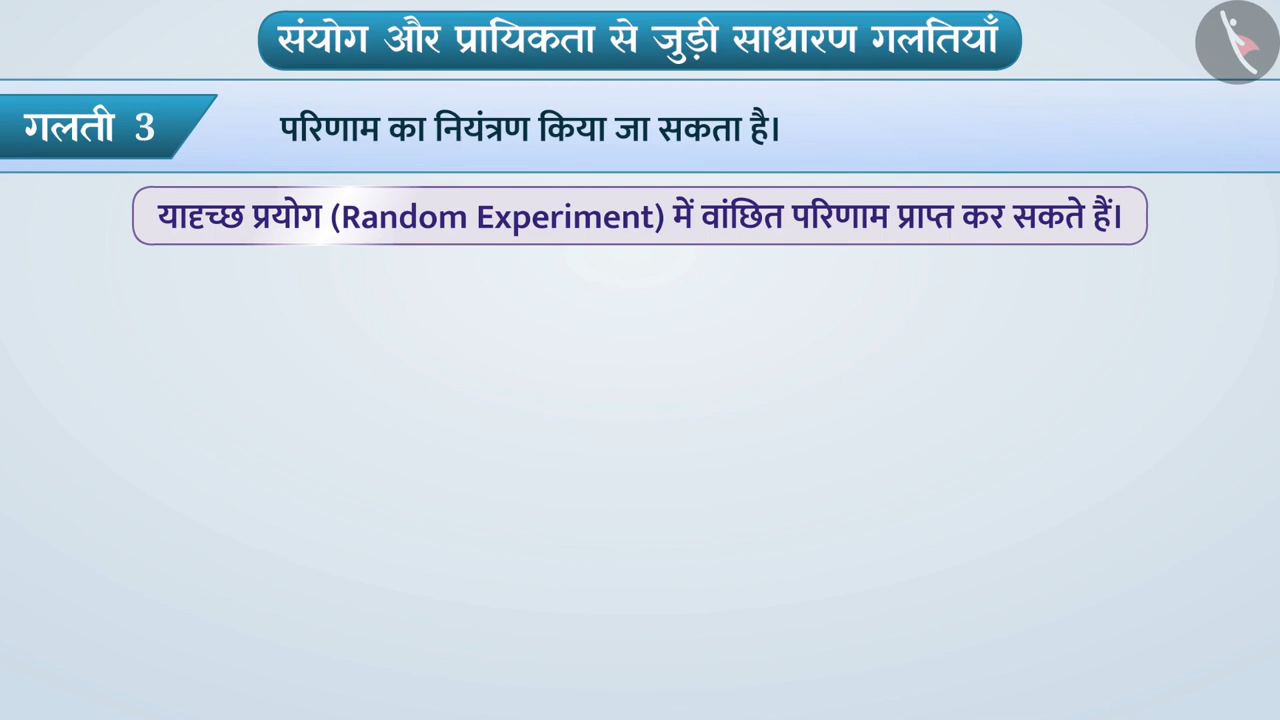 संयोग और प्रायिकता से जुड़ी साधारण गलतियाँ
गलती 3
परिणाम का नियंत्रण किया जा सकता है।
यादृच्छ प्रयोग (Random Experiment) में वांछित परिणाम प्राप्त कर सकते हैं।